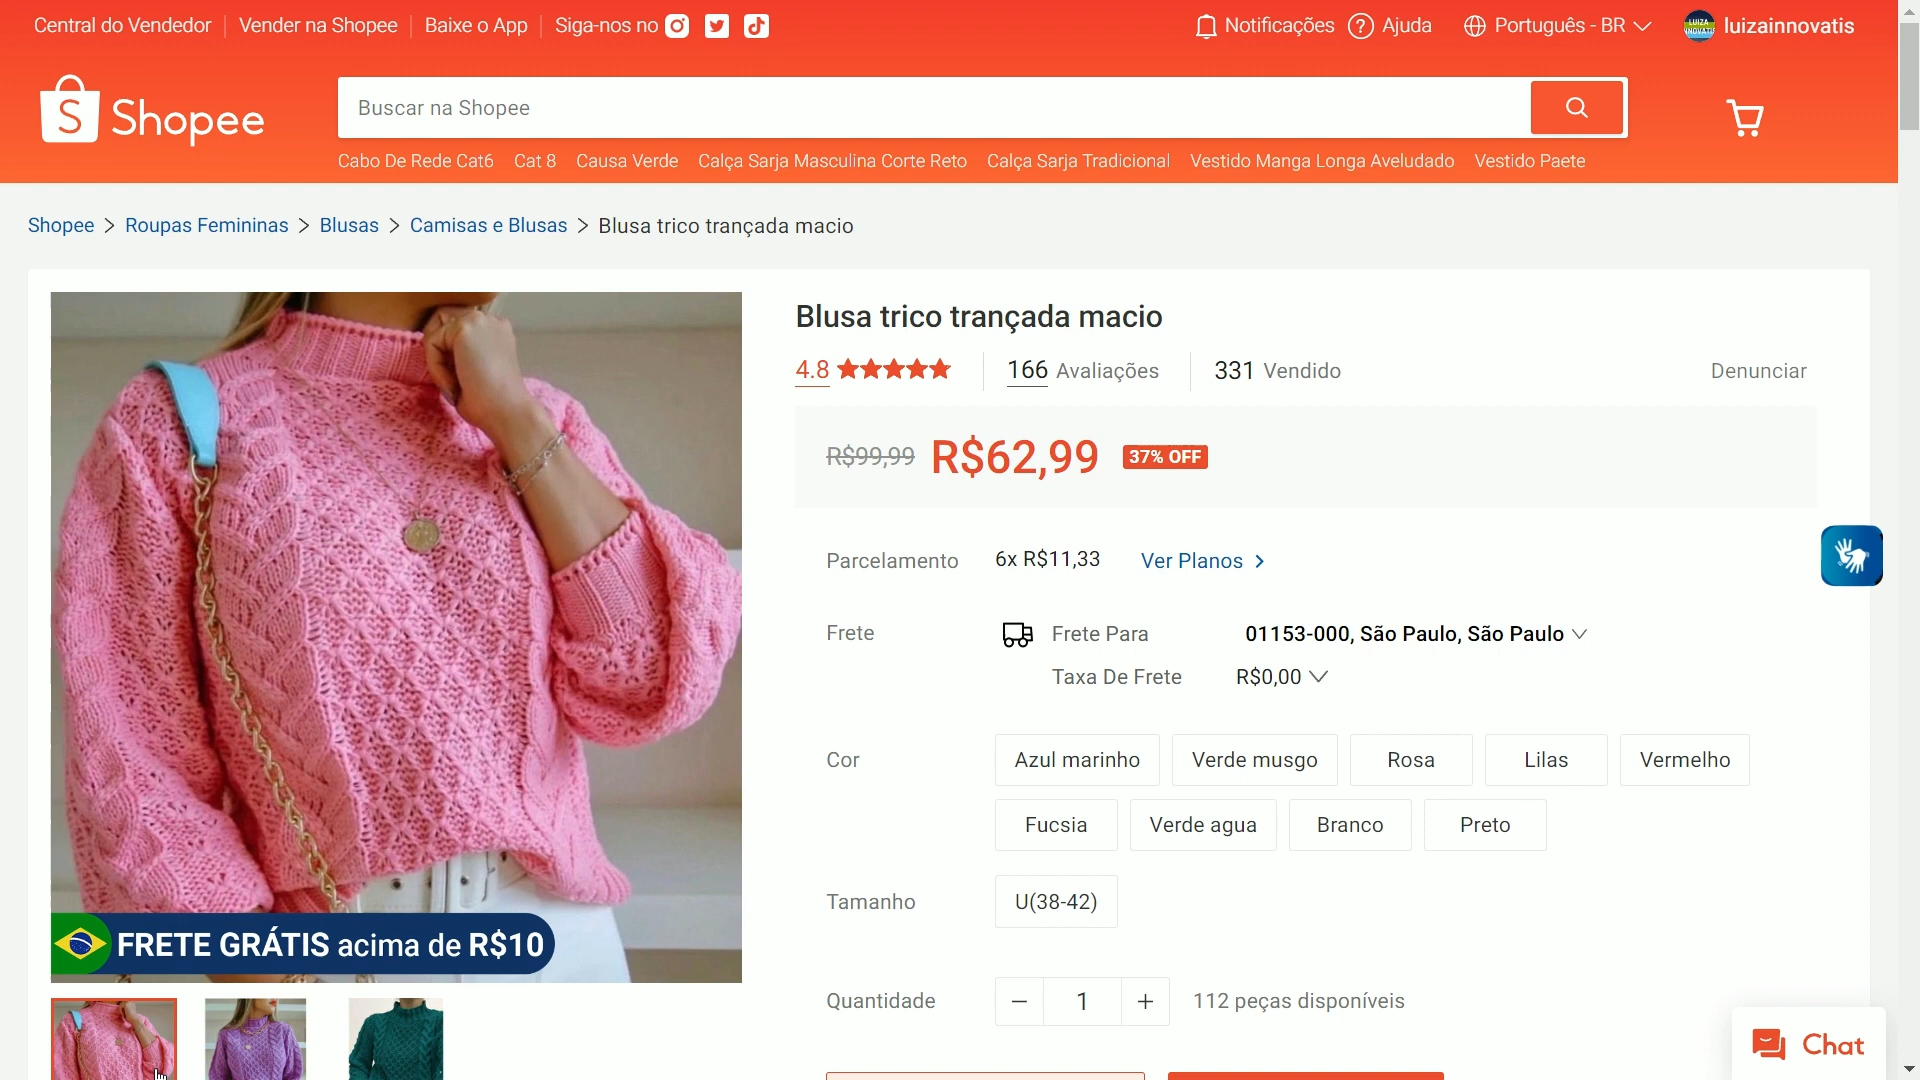 Central do Vendedor
Vender na Shopee
Baixe o App
Siga-nos no
Notificações
Ajuda
Português - BR
luizainnovatis
Shopee
Buscar na Shopee
Cabo De Rede Cat6 Cat 8 Causa Verde Calça Sarja Masculina Corte Reto Calça Sarja Tradicional Vestido Manga Longa Aveludado Vestido Paete
Shopee > Roupas Femininas > Blusas > Camisas e Blusas > Blusa trico trançada macio
FRETE GRÁTIS acima de R$10
Blusa trico trançada macio
4.8
166 Avaliações
331 Vendido
Denunciar
R$99,99 R$62,99 37% OFF
Parcelamento 6x R$11,33 Ver Planos
Frete Frete Para 01153-000, São Paulo, São Paulo
Taxa De Frete R$0,00
Cor Azul marinho Verde musgo Rosa Lilas Vermelho
Fucsia Verde agua Branco Preto
Tamanho U(38-42)
Quantidade 1 112 peças disponíveis
Chat